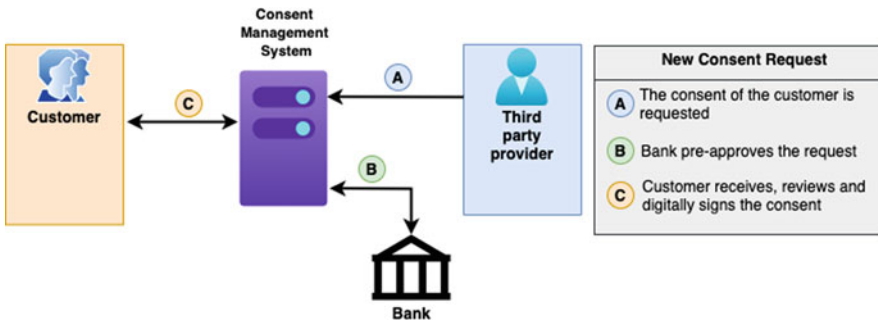 Consent
Management
System
A
New Consent Request
C
Customer
Third
party
provider
A
The consent of the customer is
requested
B
B
Bank pre-approves the request
C
Customer receives, reviews and
digitally signs the consent
Bank